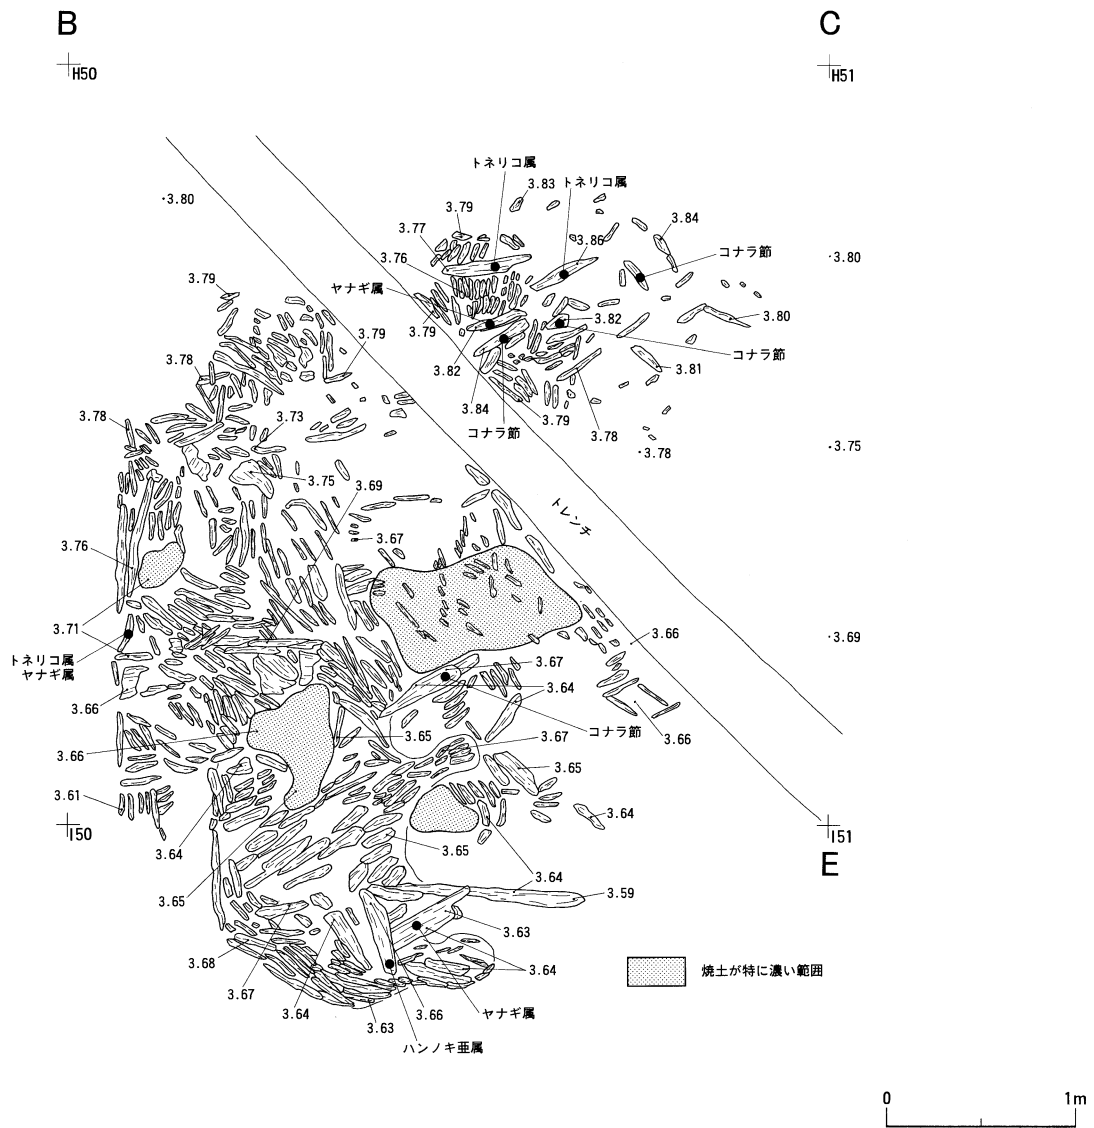 B
C
H50
H51
トネリコ属
3.83
トネリコ属
・3.80
3.79
3.77
3.84
3.86
コナラ節
3.76
・3.80
3.79
ヤナギ属
3.79
3.82
3.80
3.79
コナラ節
3.78
3.82
3.81
3.84
3.79
コナラ節
3.78
3.78
3.73
・3.75
・3.78
3.75
3.69
トレンチ
3.67
3.76
3.71
3.66
・3.69
トネリコ属
ヤナギ属
3.67
3.64
3.66
コナラ節
3.65
3.67
3.66
3.66
3.65
3.61
3.64
I50
I51
3.64
3.65
E
3.64
3.65
3.59
3.63
3.68
3.64
焼土が特に濃い範囲
3.67
3.64
3.66
ヤナギ属
3.63
ハンノキ亜属
0
1m